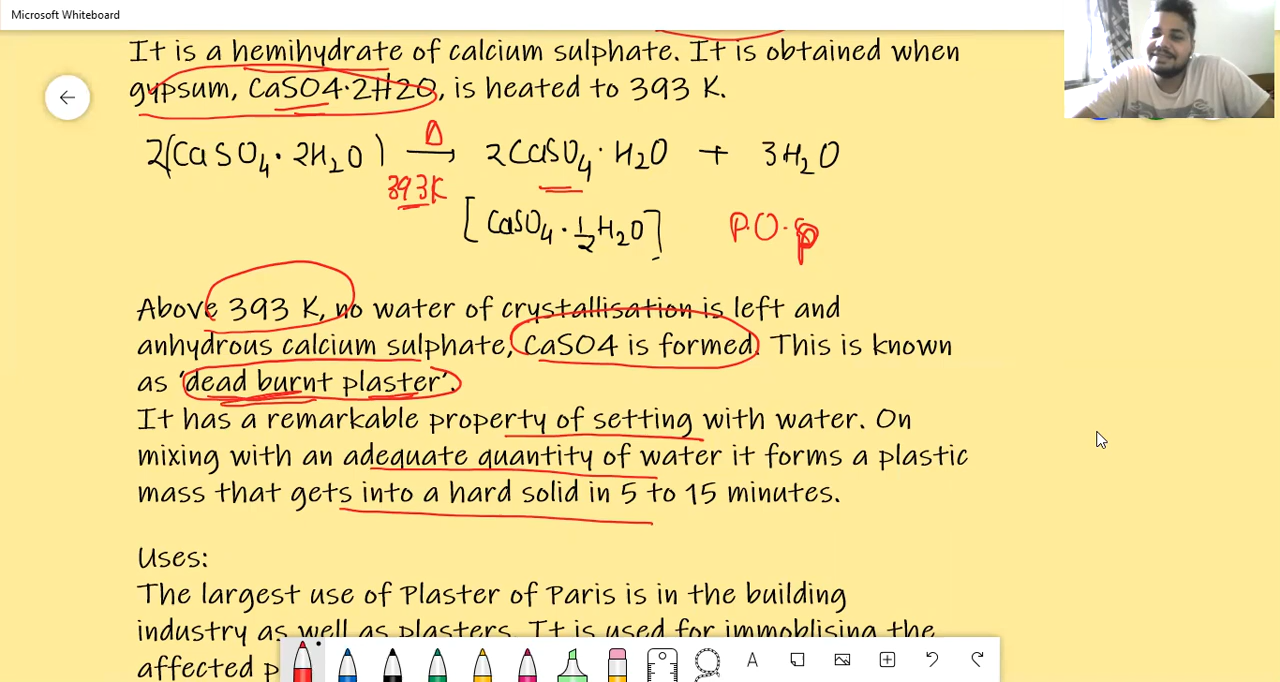 Microsoft Whiteboard
It is a hemihydrate of calcium sulphate. It is obtained when
gypsum, CaSO4·2H2O, is heated to 393 K.
2(CaSO₄·2H₂O) →
Δ
393K
2CaSO₄·H₂O + 3H₂O
[CaSO₄·½H₂O] P.O.P
Above 393 K, no water of crystallisation is left and
anhydrous calcium sulphate, CaSO4 is formed. This is known
as 'dead burnt plaster'.
It has a remarkable property of setting with water. On
mixing with an adequate quantity of water it forms a plastic
mass that gets into a hard solid in 5 to 15 minutes.
Uses:
The largest use of Plaster of Paris is in the building
industry as well as plasters. It is used for immoblising the
affected p
A